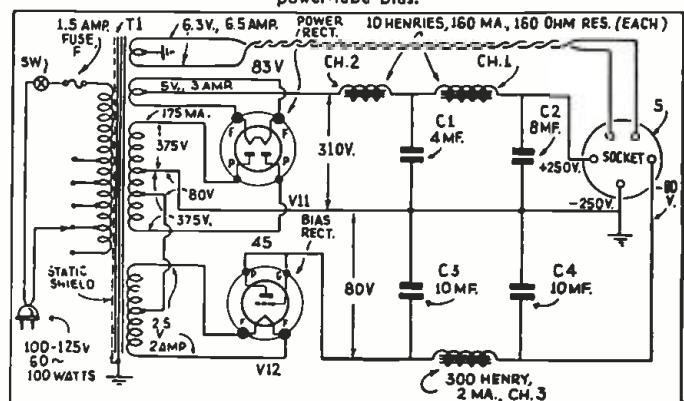 power-tube bias.
1.5 AMP. FUSE, F
T1
6.3V., 6.5 AMP.
POWER RECT.
10 HENRIES, 160 MA., 160 OHM RES. (EACH)
SW
83V
CH.2
CH.1
5V., 3 AMP.
175 MA.
F
F
P
P
C1
4 MF.
C2
8 MF.
S
SOCKET
375V.
310V.
+250V.
80V
-80 V.
375V.
V11
-250V.
BIAS RECT.
45
STATIC SHIELD
P
G
F
F
80V
C3
10 MF.
C4
10 MF.
2.5 V 2 AMP
100-125V
60~
100 WATTS
V12
300 HENRY,
2 MA., CH.3